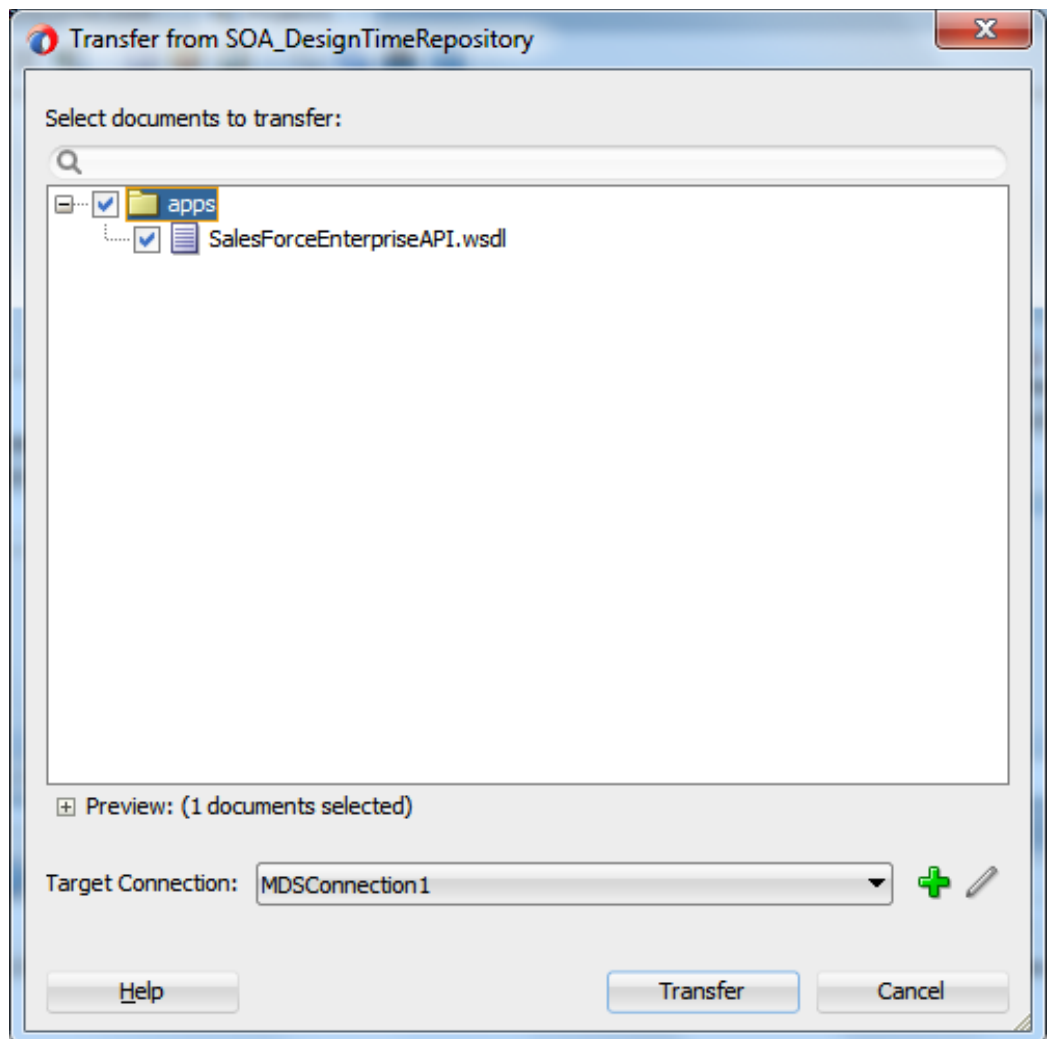 Transfer from SOA_DesignTimeRepository
Select documents to transfer:
apps
SalesForceEnterpriseAPI.wsdl
Preview: (1 documents selected)
Target Connection: MDSConnection1
Help Transfer Cancel